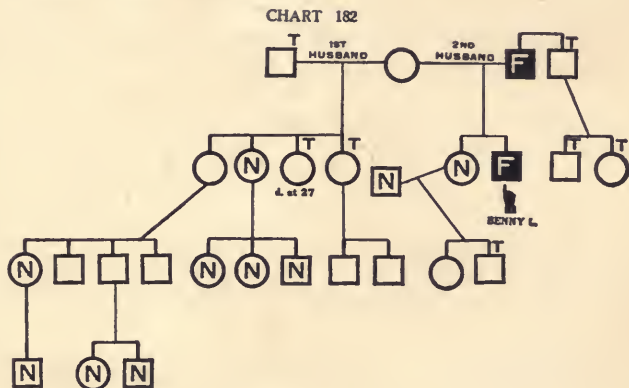 CHART 182
T 1ST 2ND T
HUSBAND HUSBAND F
T T T T
N N N F
d. at 27
BENNY L.
T
N N N N
N N N